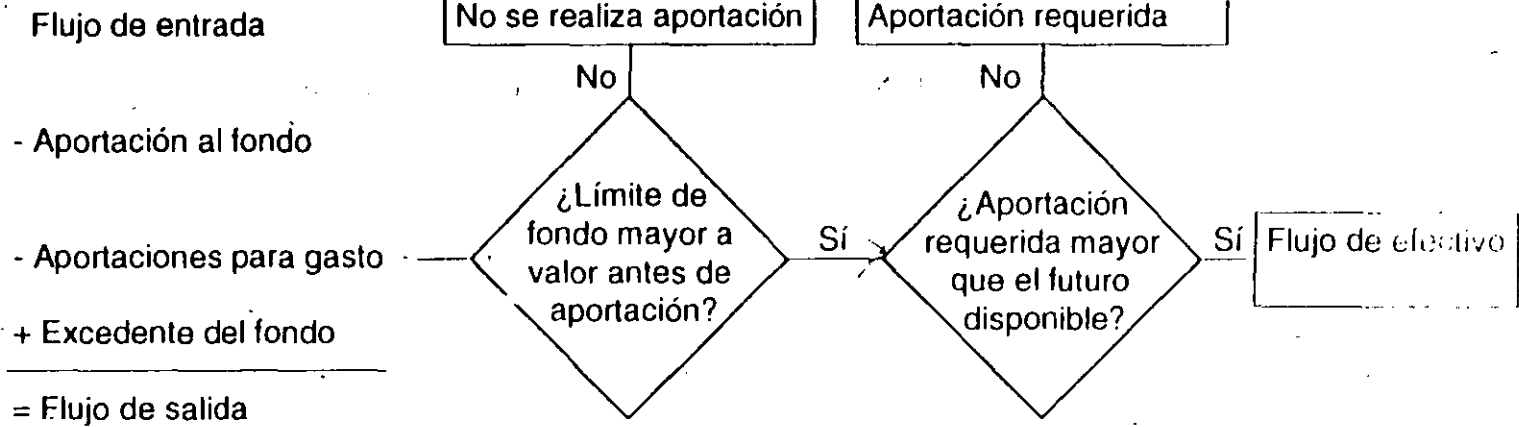 Flujo de entrada
- Aportación al fondo
- Aportaciones para gasto
+ Excedente del fondo
= Flujo de salida
No se realiza aportación
No
¿Límite de
fondo mayor a
valor antes de
aportación?
Sí
Aportación requerida
No
¿Aportación
requerida mayor
que el futuro
disponible?
Sí
Flujo de efectivo